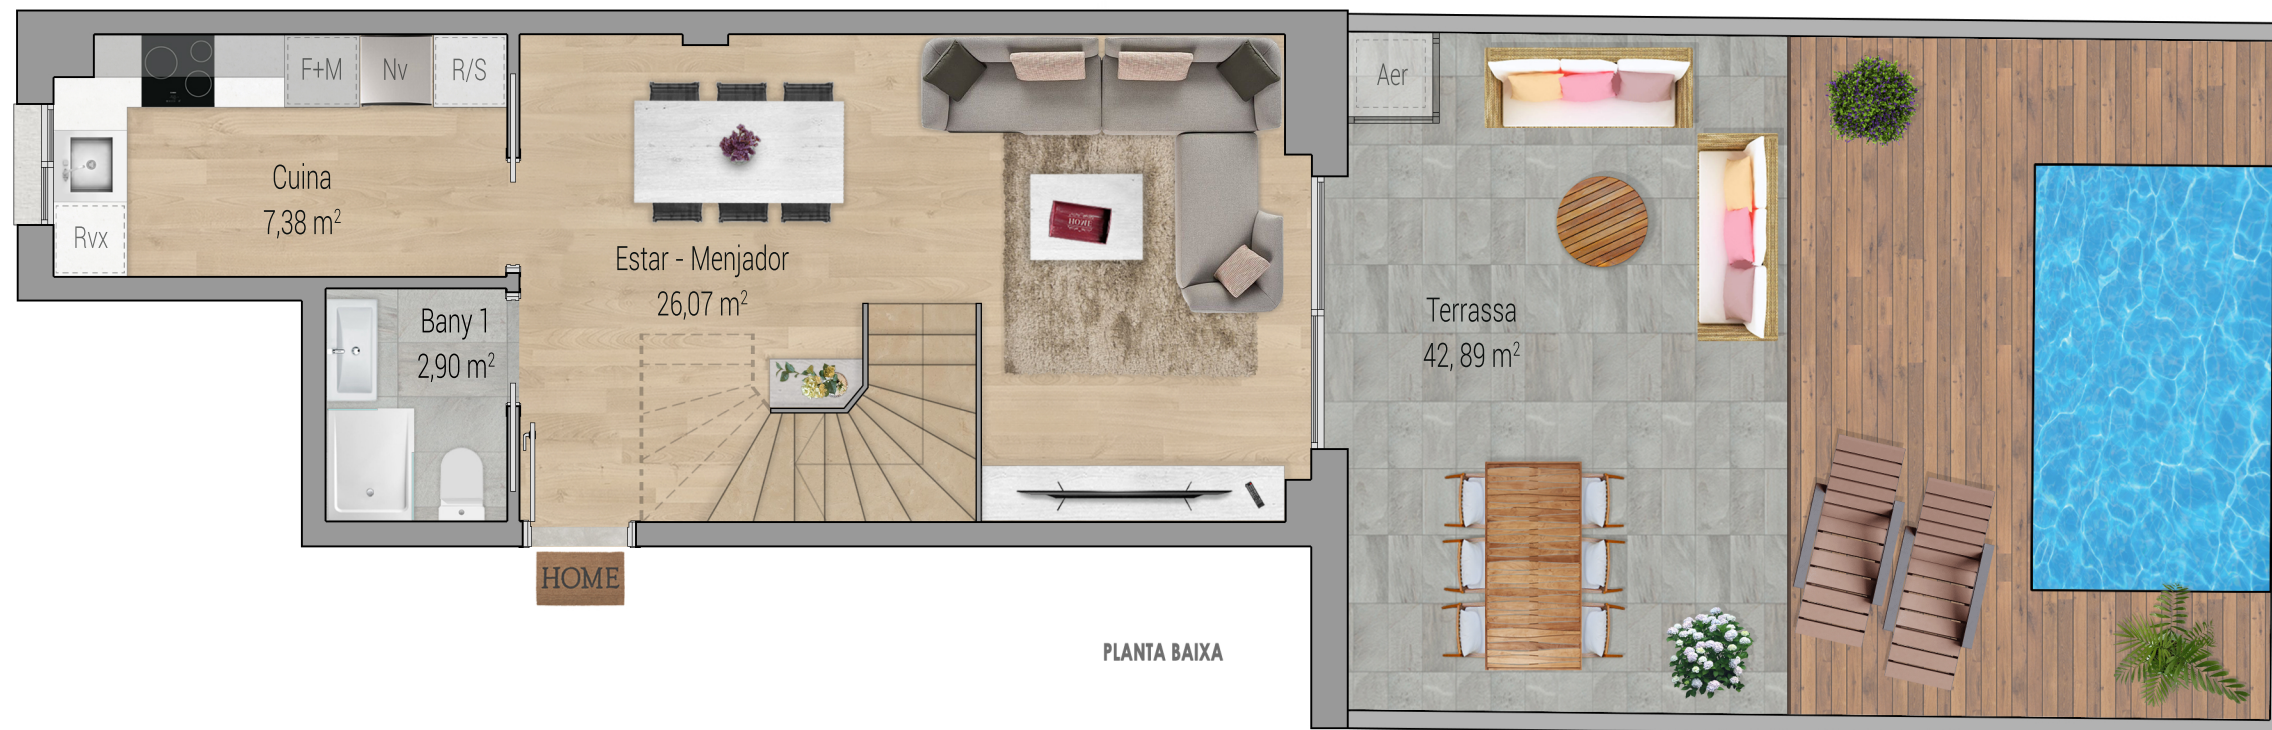 F+M
Nv
R/S
Aer
Cuina
7,38 m²
Rvx
Estar - Menjador
26,07 m²
HOME
Bany 1
2,90 m²
Terrassa
42, 89 m²
HOME
PLANTA BAIXA